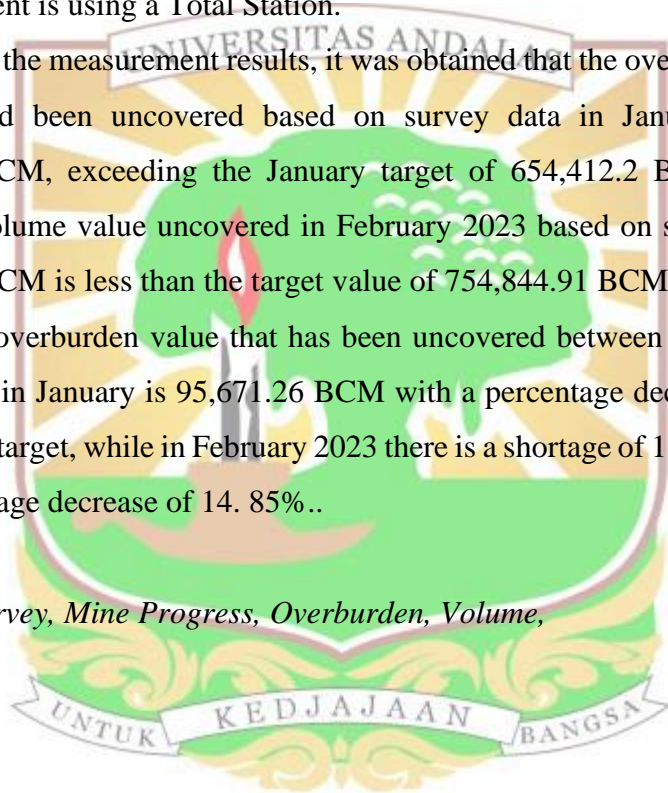 ent is using a Total Station.
UNIVERSITAS ANDALAS
the measurement results, it was obtained that the ove
d been uncovered based on survey data in Janu
CM, exceeding the January target of 654,412.2 B
olume value uncovered in February 2023 based on s
CM is less than the target value of 754,844.91 BCM
overburden value that has been uncovered between
in January is 95,671.26 BCM with a percentage dec
target, while in February 2023 there is a shortage of 1
age decrease of 14. 85%..
rvey, Mine Progress, Overburden, Volume,
UNTUK KEDJAJAAN BANGSA